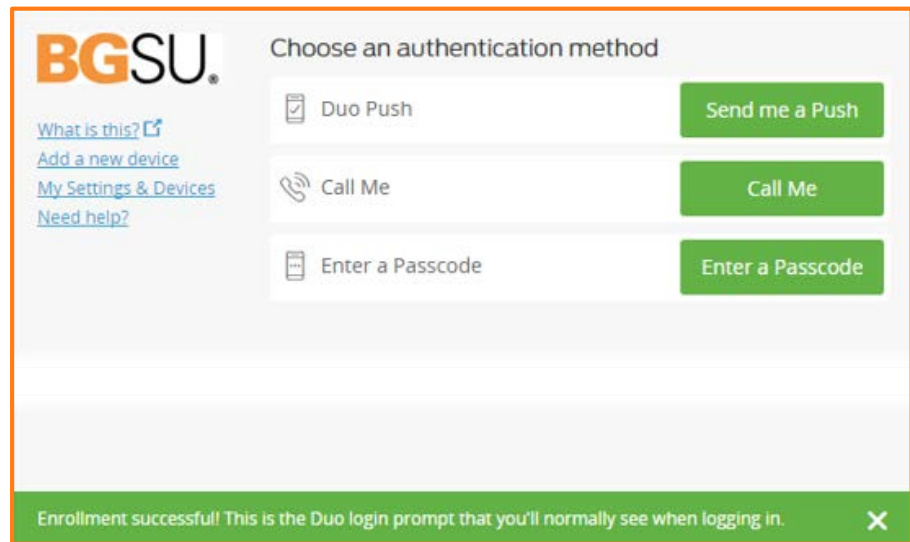 BGSU.®
What is this?
Add a new device
My Settings & Devices
Need help?
Choose an authentication method
Duo Push
Send me a Push
Call Me
Call Me
Enter a Passcode
Enter a Passcode
Enrollment successful! This is the Duo login prompt that you'll normally see when logging in.